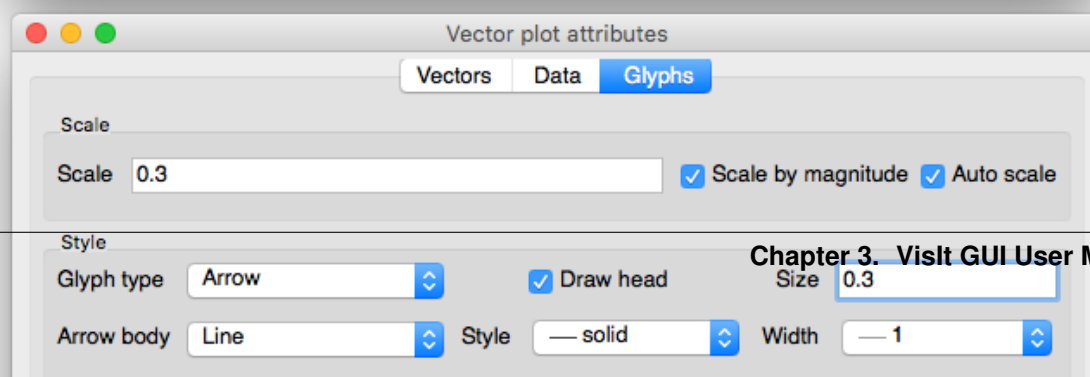 Vector plot attributes
Vectors Data Glyphs
Scale
Scale 0.3 Scale by magnitude Auto scale
Style
Chapter 3. VisIt GUI User M
Glyph type Arrow Draw head Size 0.3
Arrow body Line Style solid Width 1